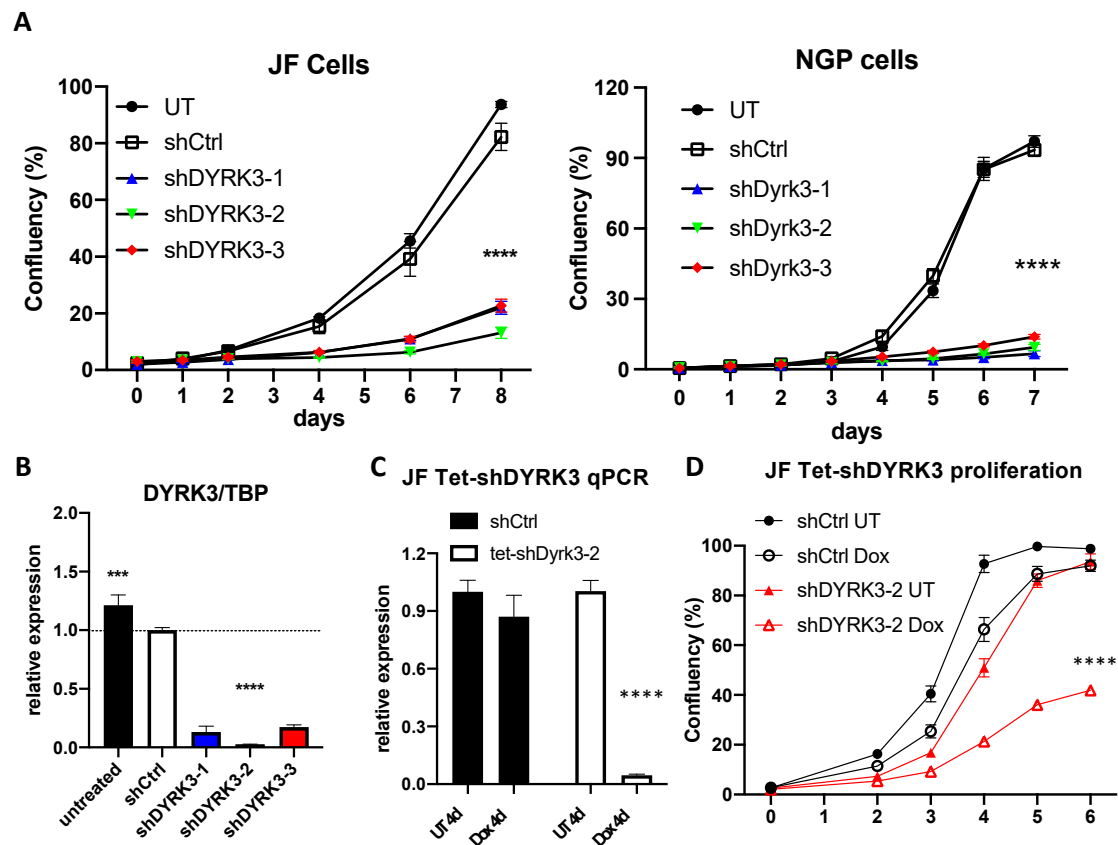 A
JF Cells
Confluency (%)
100
80
60
40
20
0
UT
shCtrl
shDYRK3-1
shDYRK3-2
shDYRK3-3
****
0 1 2 3 4 5 6 7 8
days
NGP cells
Confluency (%)
120
90
60
30
0
UT
shCtrl
shDyrk3-1
shDyrk3-2
shDyrk3-3
****
0 1 2 3 4 5 6 7
days
B
DYRK3/TBP
relative expression
2.0
1.5
1.0
0.5
0.0
***
****
untreated
shCtrl
shDYRK3-1
shDYRK3-2
shDYRK3-3
C
JF Tet-shDYRK3 qPCR
shCtrl
tet-shDyrk3-2
relative expression
1.2
0.9
0.6
0.3
0.0
****
UT 4d
Dox 4d
UT 4d
Dox 4d
D
JF Tet-shDYRK3 proliferation
shCtrl UT
shCtrl Dox
shDYRK3-2 UT
shDYRK3-2 Dox
Confluency (%)
100
80
60
40
20
0
****
0 1 2 3 4 5 6